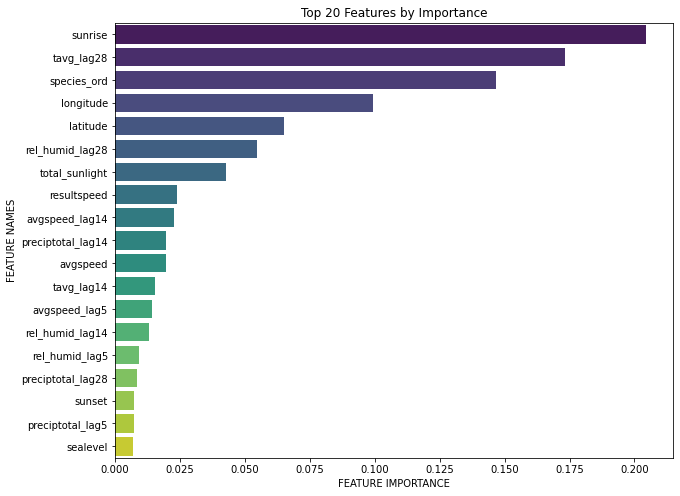 Top 20 Features by Importance
FEATURE NAMES
sunrise
tavg_lag28
species_ord
longitude
latitude
rel_humid_lag28
total_sunlight
resultspeed
avgspeed_lag14
preciptotal_lag14
avgspeed
tavg_lag14
avgspeed_lag5
rel_humid_lag14
rel_humid_lag5
preciptotal_lag28
sunset
preciptotal_lag5
sealevel
0.000 0.025 0.050 0.075 0.100 0.125 0.150 0.175 0.200
FEATURE IMPORTANCE